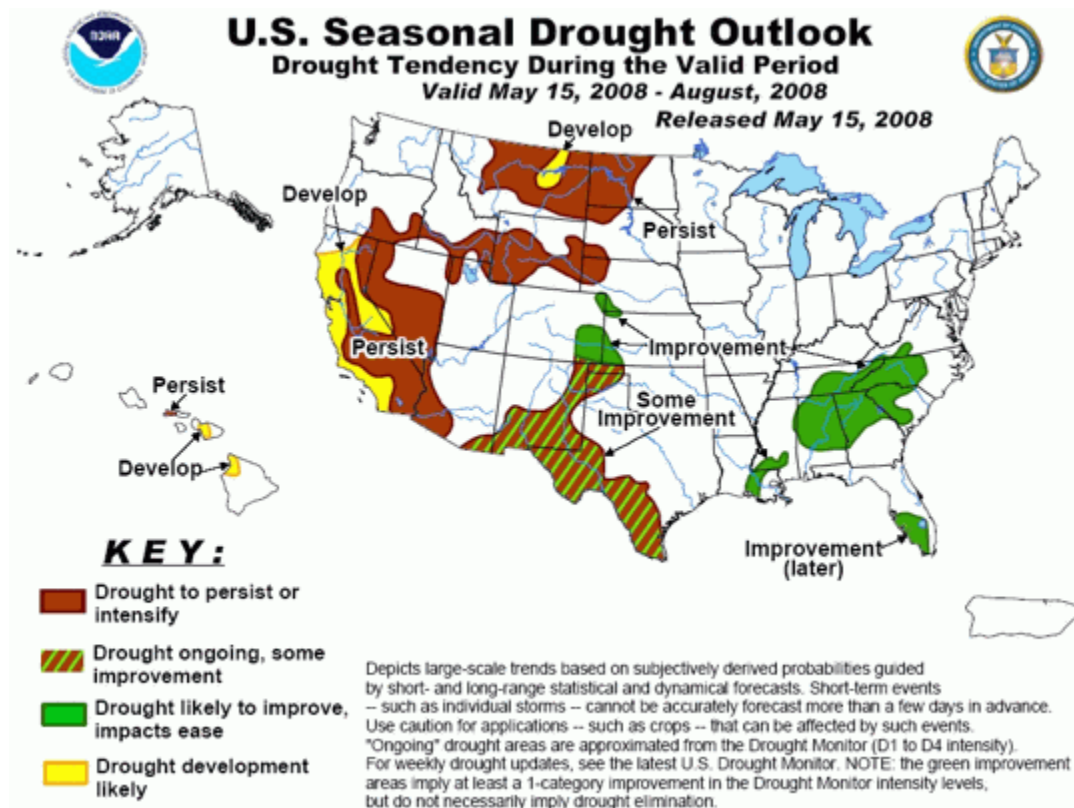 NOAA
U.S. Seasonal Drought Outlook
Drought Tendency During the Valid Period
Valid May 15, 2008 - August, 2008
Released May 15, 2008
Develop
Develop
Persist
Persist
Improvement
Some
Improvement
Persist
Develop
Improvement
(later)
KEY:
Drought to persist or
intensify
Drought ongoing, some
improvement
Drought likely to improve,
impacts ease
Drought development
likely
Depicts large-scale trends based on subjectively derived probabilities guided
by short- and long-range statistical and dynamical forecasts. Short-term events
-- such as individual storms -- cannot be accurately forecast more than a few days in advance.
Use caution for applications -- such as crops -- that can be affected by such events.
"Ongoing" drought areas are approximated from the Drought Monitor (D1 to D4 intensity).
For weekly drought updates, see the latest U.S. Drought Monitor. NOTE: the green improvement
areas imply at least a 1-category improvement in the Drought Monitor intensity levels,
but do not necessarily imply drought elimination.